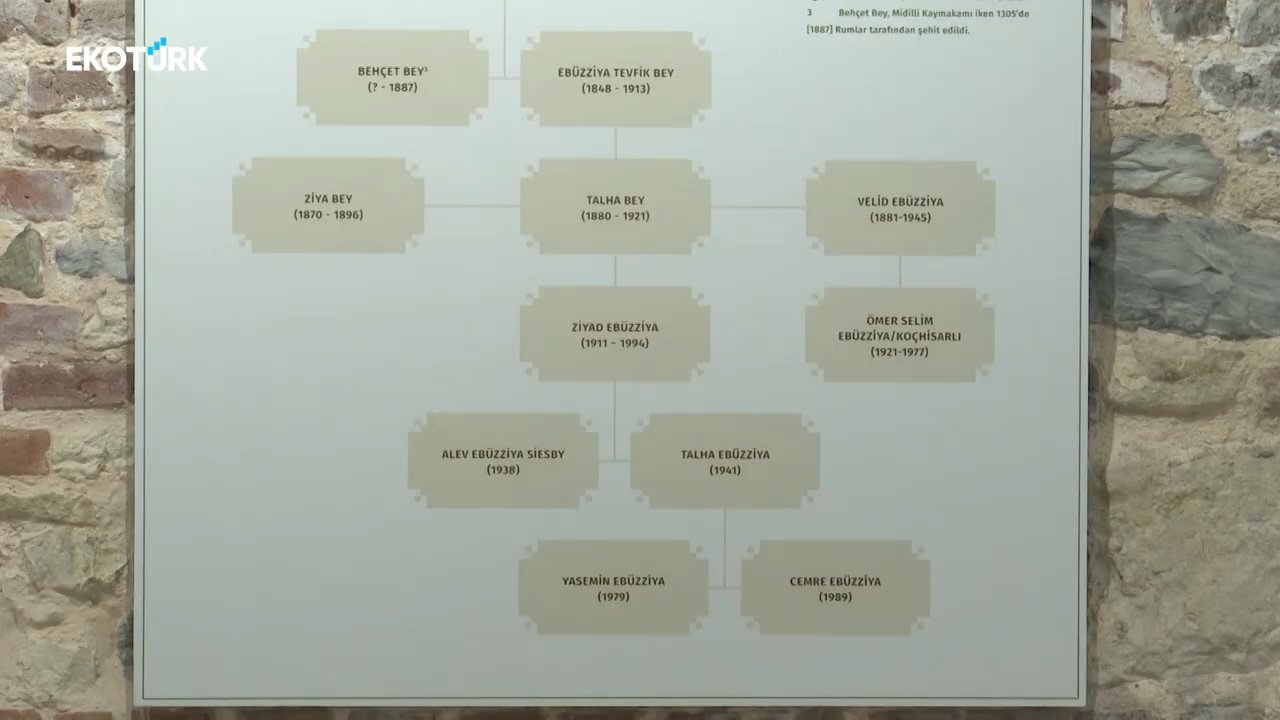 3 Behçet Bey, Midilli Kaymakamı iken 1305'de
[1887] Rumlar tarafından şehit edildi.
EKOTÜRK
BEHÇET BEY³
(? - 1887)
EBÜZZİYA TEVFİK BEY
(1848 - 1913)
ZİYA BEY
(1870 - 1896)
TALHA BEY
(1880 - 1921)
VELİD EBÜZZİYA
(1881-1945)
ZİYAD EBÜZZİYA
(1911 - 1994)
ÖMER SELİM
EBÜZZİYA/KOÇHİSARLI
(1921-1977)
ALEV EBÜZZİYA SİESBY
(1938)
TALHA EBÜZZİYA
(1941)
YASEMİN EBÜZZİYA
(1979)
CEMRE EBÜZZİYA
(1989)